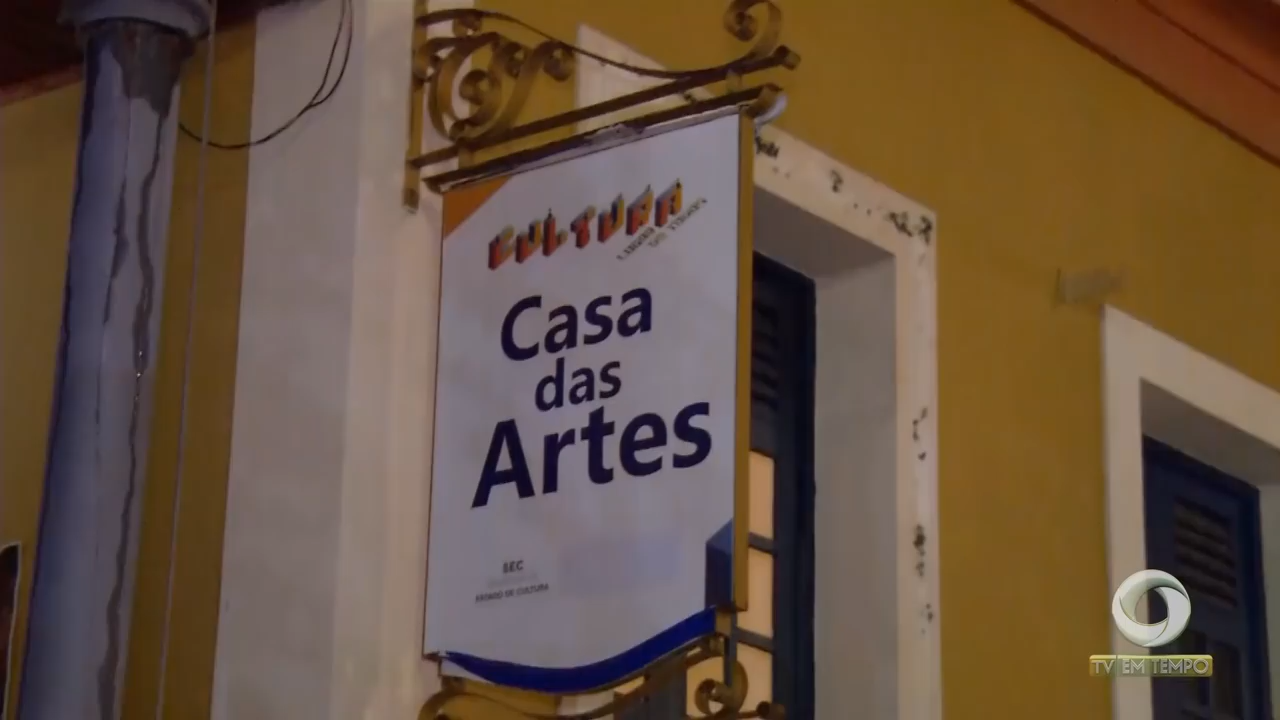 CULTURA
Casa
das
Artes
SEC
ESTADO DE CULTURA
TV EM TEMPO